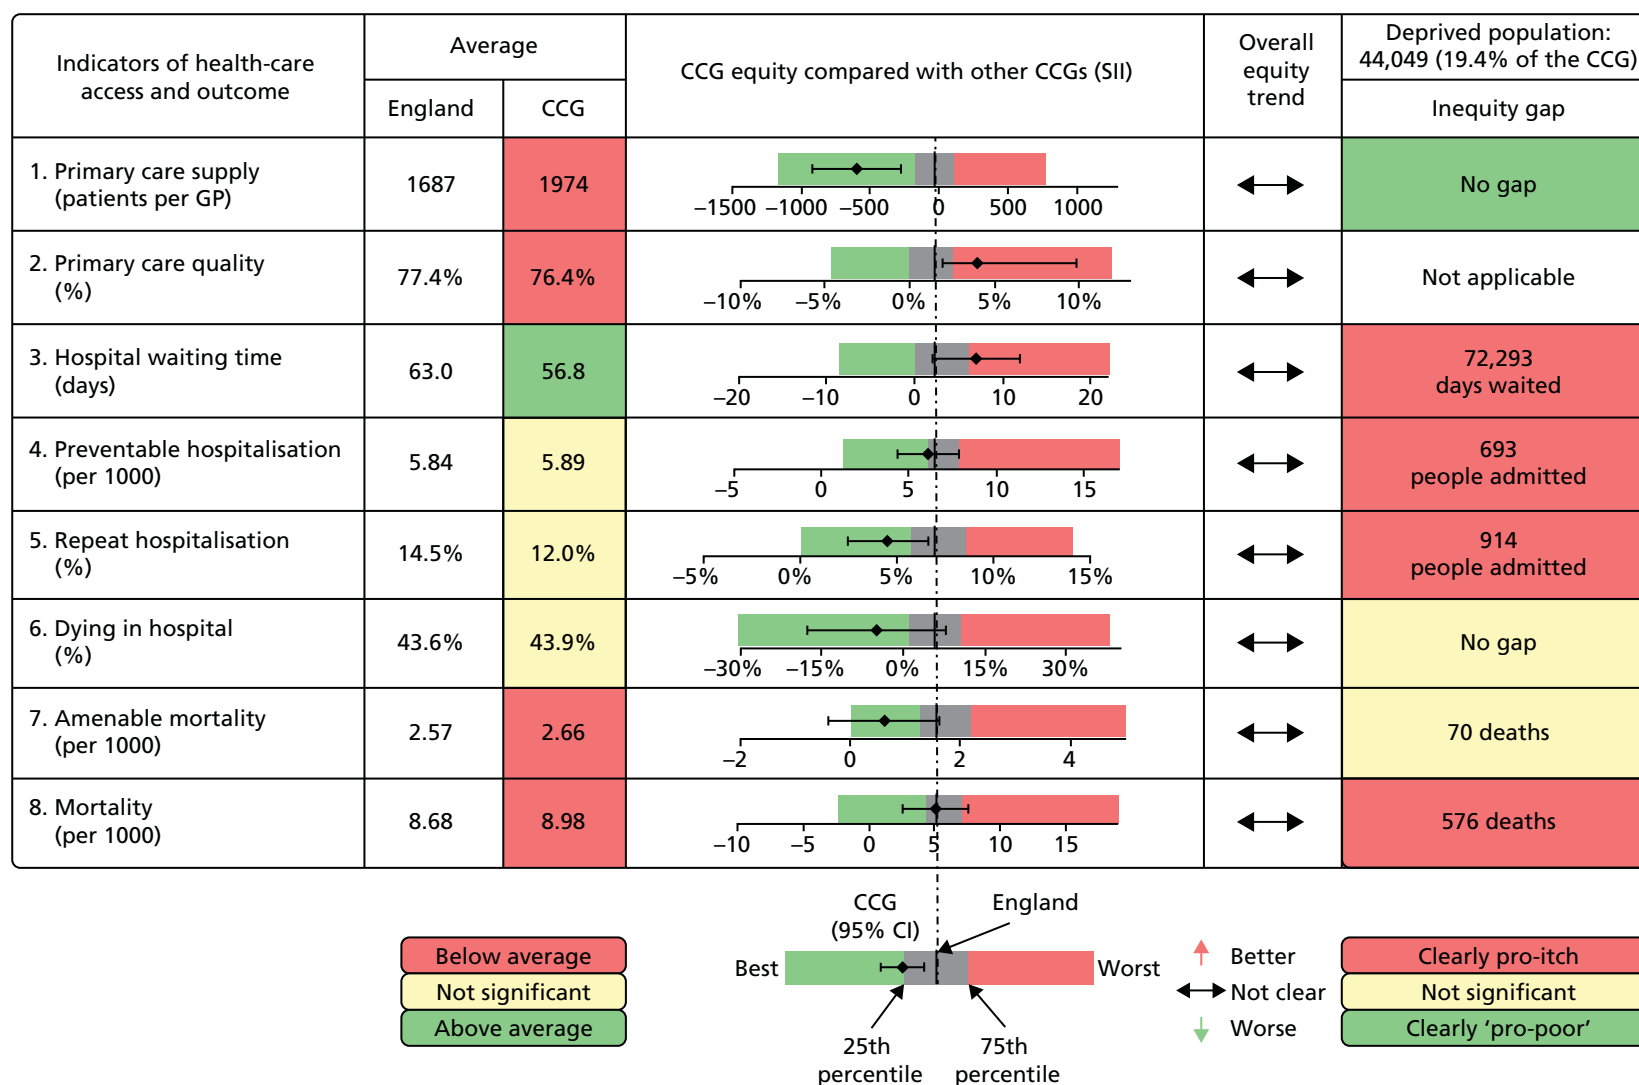 Indicators of health-care
access and outcome
Average
England
CCG
CCG equity compared with other CCGs (SII)
Overall
equity
trend
Deprived population:
44,049 (19.4% of the CCG)
Inequity gap
1. Primary care supply
(patients per GP)
1687
1974
−1500 −1000 −500 0 500 1000
No gap
2. Primary care quality
(%)
77.4%
76.4%
−10% −5% 0% 5% 10%
Not applicable
3. Hospital waiting time
(days)
63.0
56.8
−20 −10 0 10 20
72,293
days waited
4. Preventable hospitalisation
(per 1000)
5.84
5.89
−5 0 5 10 15
693
people admitted
5. Repeat hospitalisation
(%)
14.5%
12.0%
−5% 0% 5% 10% 15%
914
people admitted
6. Dying in hospital
(%)
43.6%
43.9%
−30% −15% 0% 15% 30%
No gap
7. Amenable mortality
(per 1000)
2.57
2.66
−2 0 2 4
70 deaths
8. Mortality
(per 1000)
8.68
8.98
−10 −5 0 5 10 15
576 deaths
Below average
Not significant
Above average
CCG
(95% CI)
England
Best
Worst
25th
percentile
75th
percentile
Better
Not clear
Worse
Clearly pro-itch
Not significant
Clearly ‘pro-poor’